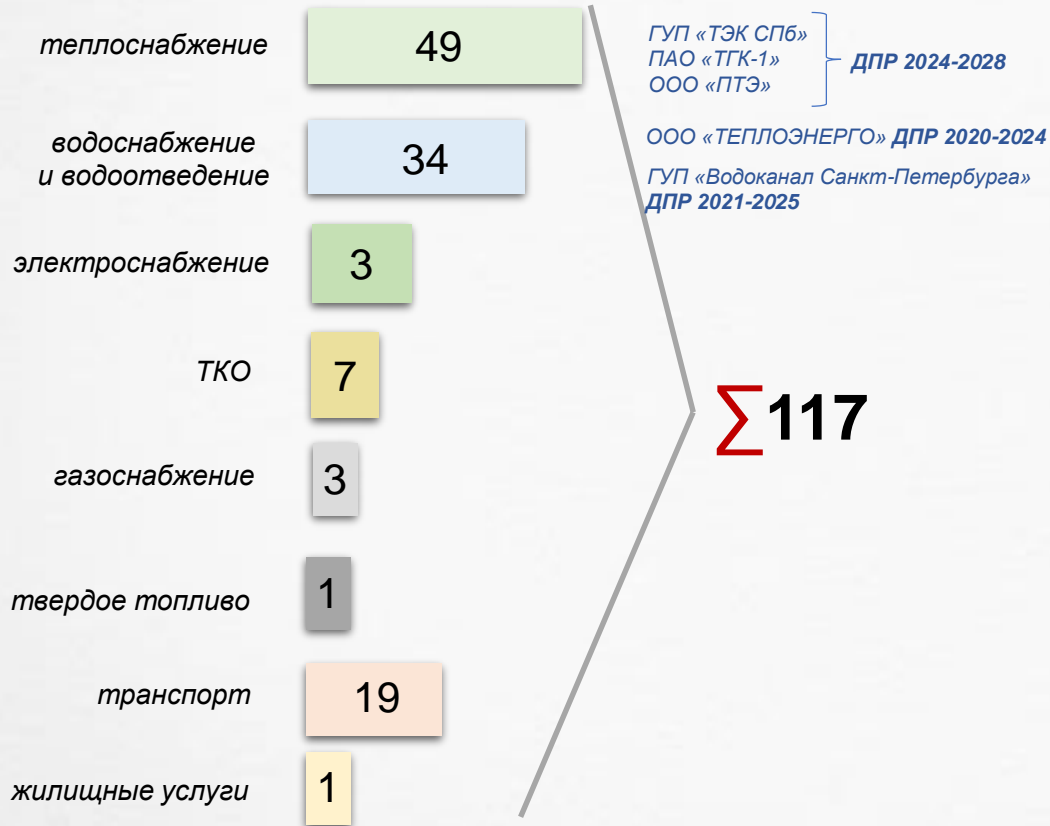 теплоснабжение
49
водоснабжение
и водоотведение
34
электроснабжение
3
ТКО
7
газоснабжение
3
твердое топливо
1
транспорт
19
жилищные услуги
1
ГУП «ТЭК СПб»
ПАО «ТГК-1»
ООО «ПТЭ»
ДПР 2024-2028
ООО «ТЕПЛОЭНЕРГО» ДПР 2020-2024
ГУП «Водоканал Санкт-Петербурга»
ДПР 2021-2025
∑117